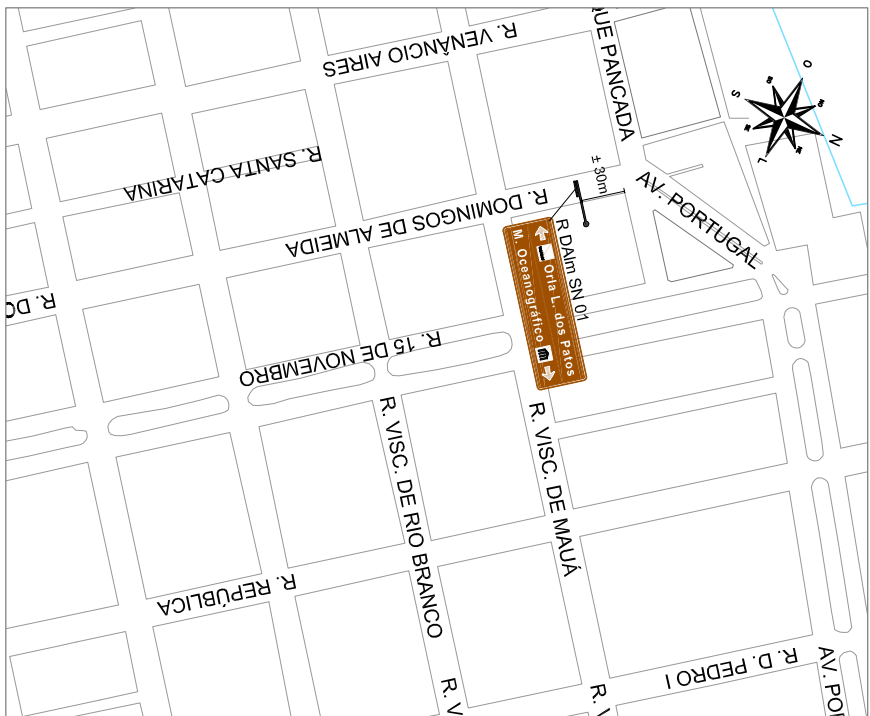 R. VENÂNCIO AIRES
QUE PANCADA
R. SANTA CATARINA
± 30m
R. DOMINGOS DE ALMEIDA
AV. PORTUGAL
S
O
N
L
R DAlm SN 01
Orla L. dos Patos
M. Oceanográfico
R. DO
R. 15 DE NOVEMBRO
R. VISC. DE RIO BRANCO
R. VISC. DE MAUÁ
R. REPÚBLICA
R. D. PEDRO I
R. V
R. V
AV. POR